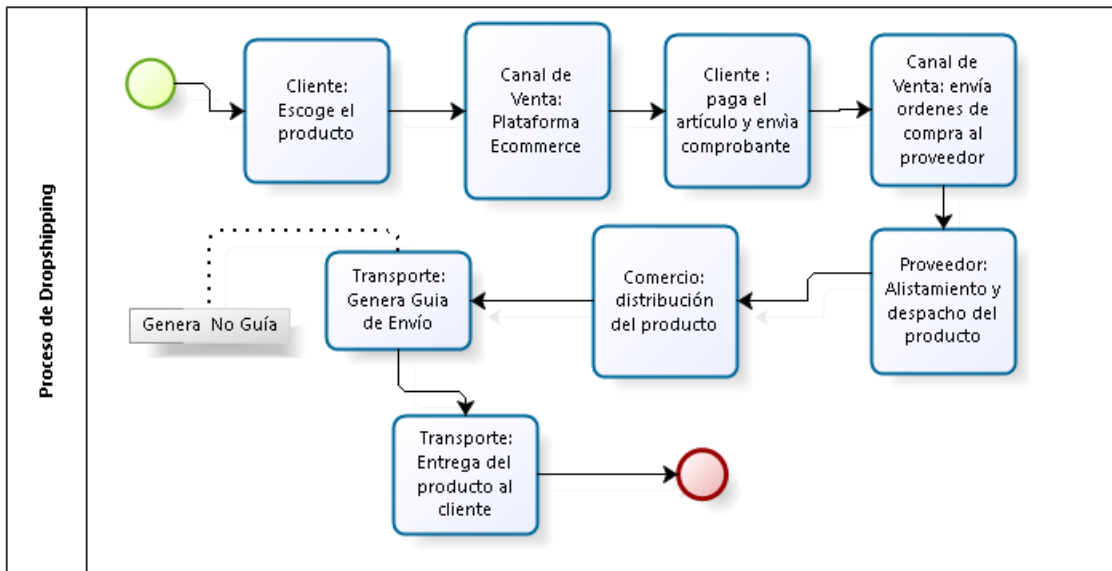 Proceso de Dropshipping
Cliente:
Escoge el
producto
Canal de
Venta:
Plataforma
Ecommerce
Cliente :
paga el
artículo y envìa
comprobante
Canal de
Venta: envía
ordenes de
compra al
proveedor
Proveedor:
Alistamiento y
despacho del
producto
Comercio:
distribución
del producto
Transporte:
Genera Guia
de Envío
Genera  No Guía
Transporte:
Entrega del
producto al
cliente